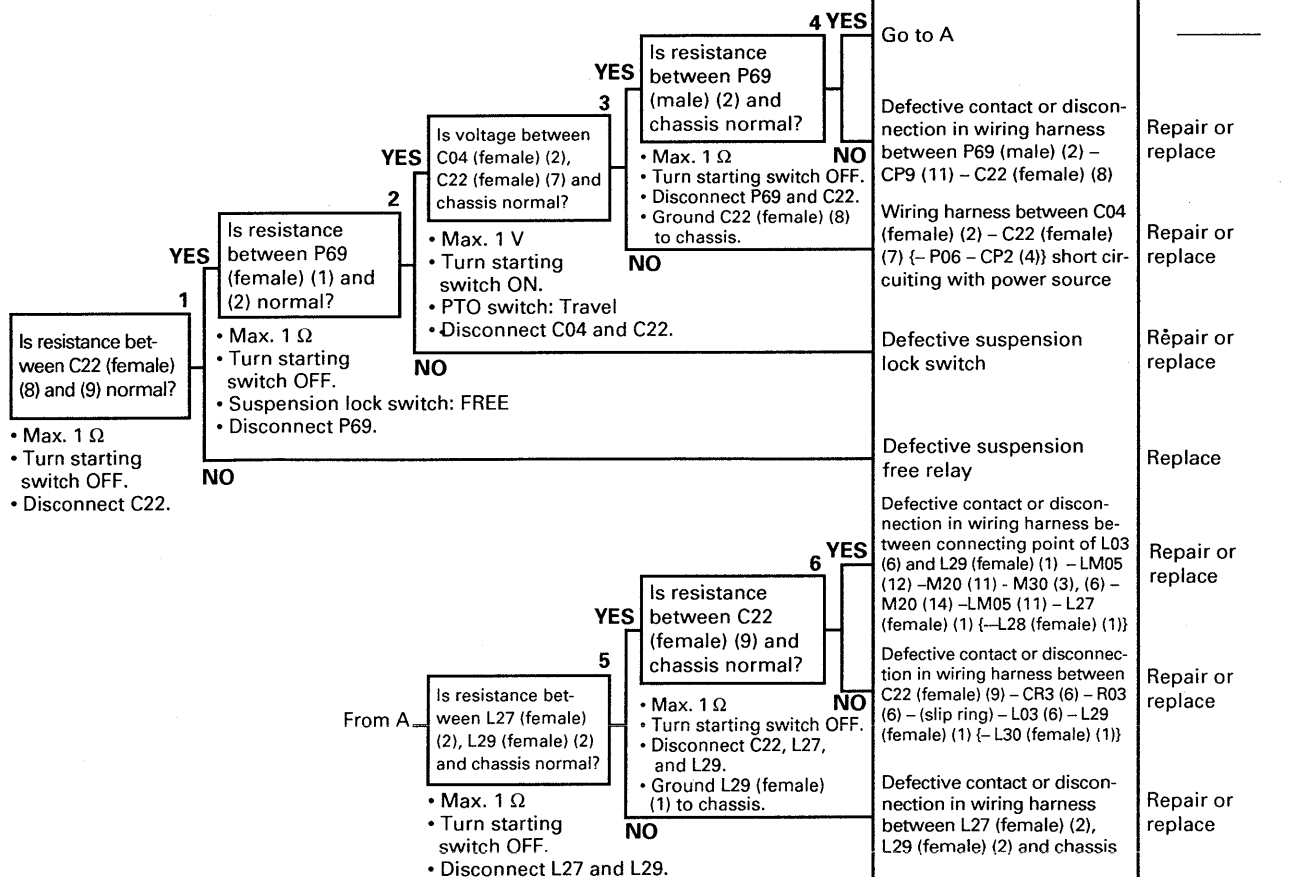 1
Is resistance bet-
ween C22 (female)
(8) and (9) normal?
• Max. 1 Ω
• Turn starting
switch OFF.
• Disconnect C22.
YES
NO
2
Is resistance
between P69
(female) (1) and
(2) normal?
• Max. 1 Ω
• Turn starting
switch OFF.
• Suspension lock switch: FREE
• Disconnect P69.
YES
NO
3
Is voltage between
C04 (female) (2),
C22 (female) (7) and
chassis normal?
• Max. 1 V
• Turn starting
switch ON.
• PTO switch: Travel
• Disconnect C04 and C22.
YES
NO
4
Is resistance
between P69
(male) (2) and
chassis normal?
• Max. 1 Ω
• Turn starting switch OFF.
• Disconnect P69 and C22.
• Ground C22 (female) (8)
to chassis.
YES
NO
Go to A
Defective contact or discon-
nection in wiring harness
between P69 (male) (2) –
CP9 (11) – C22 (female) (8)
Repair or
replace
Wiring harness between C04
(female) (2) – C22 (female)
(7) {– P06 – CP2 (4)} short cir-
cuiting with power source
Repair or
replace
Defective suspension
lock switch
Repair or
replace
Defective suspension
free relay
Replace
From A
5
Is resistance bet-
ween L27 (female)
(2), L29 (female) (2)
and chassis normal?
• Max. 1 Ω
• Turn starting
switch OFF.
• Disconnect L27 and L29.
YES
NO
6
Is resistance
between C22
(female) (9) and
chassis normal?
• Max. 1 Ω
• Turn starting switch OFF.
• Disconnect C22, L27,
and L29.
• Ground L29 (female)
(1) to chassis.
YES
NO
Defective contact or discon-
nection in wiring harness be-
tween connecting point of L03
(6) and L29 (female) (1) – LM05
(12) –M20 (11) - M30 (3), (6) –
M20 (14) –LM05 (11) – L27
(female) (1) {––L28 (female) (1)}
Repair or
replace
Defective contact or disconnec-
tion in wiring harness between
C22 (female) (9) – CR3 (6) – R03
(6) – (slip ring) – L03 (6) – L29
(female) (1) {– L30 (female) (1)}
Repair or
replace
Defective contact or discon-
nection in wiring harness
between L27 (female) (2),
L29 (female) (2) and chassis
Repair or
replace